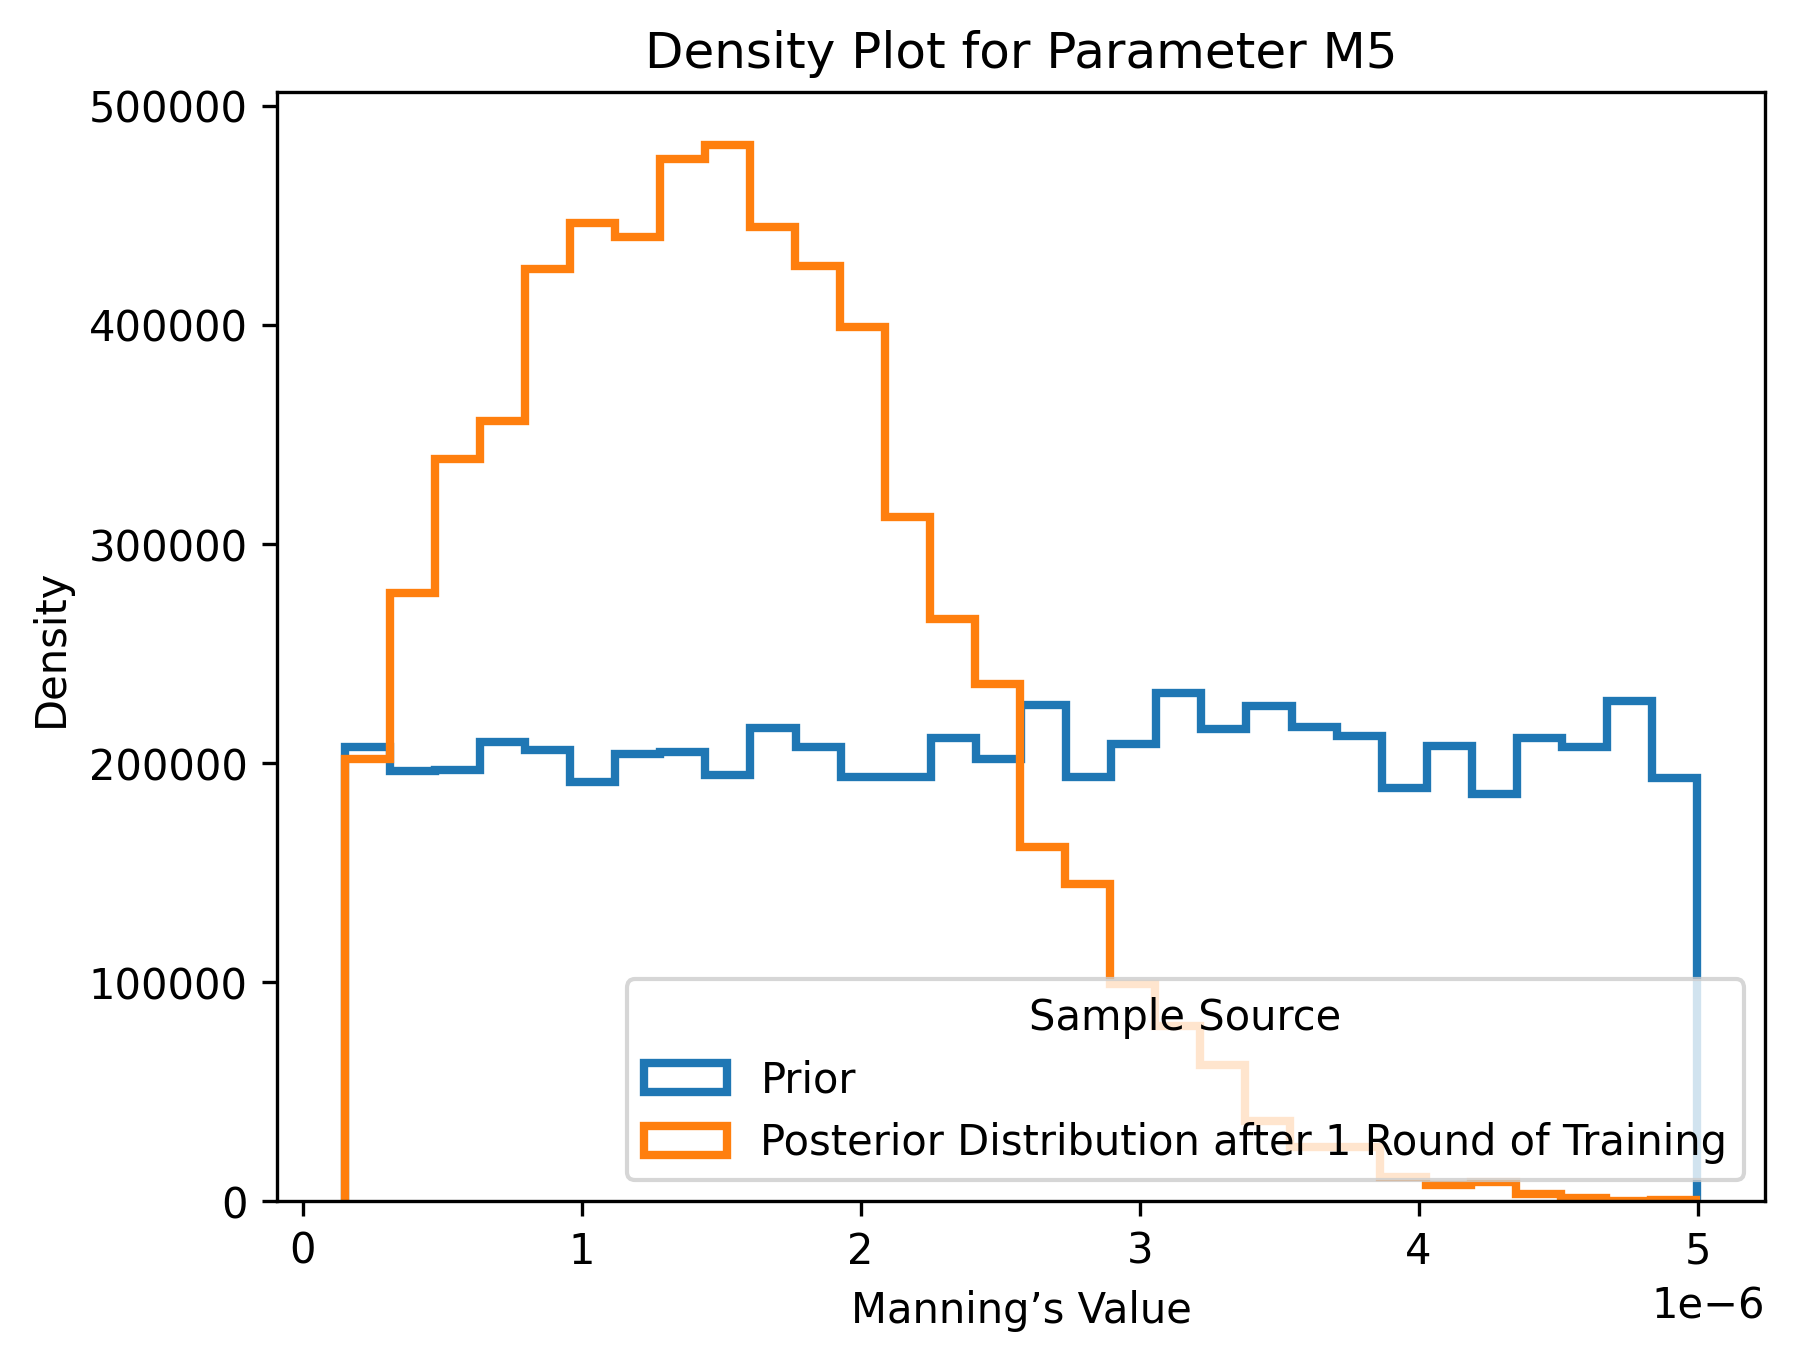 Density Plot for Parameter M5
500000
400000
300000
200000
100000
0
Density
Sample Source
Prior
Posterior Distribution after 1 Round of Training
0 1 2 3 4 5
1e−6
Manning’s Value